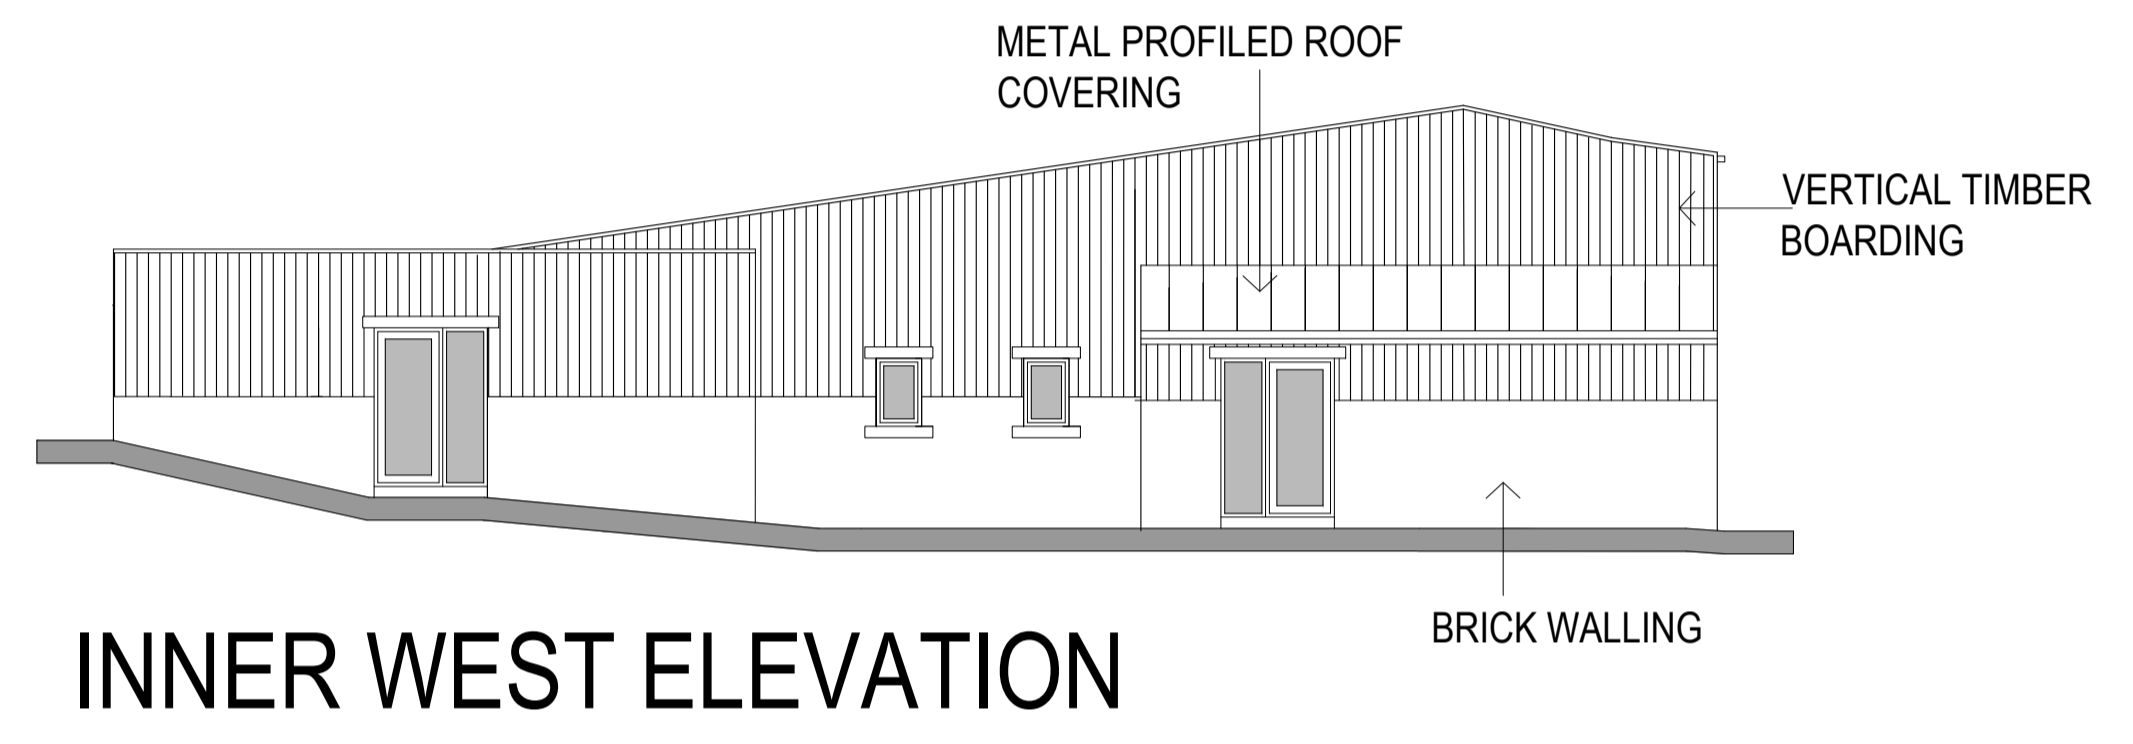 METAL PROFILED ROOF
COVERING
VERTICAL TIMBER
BOARDING
BRICK WALLING
INNER WEST ELEVATION